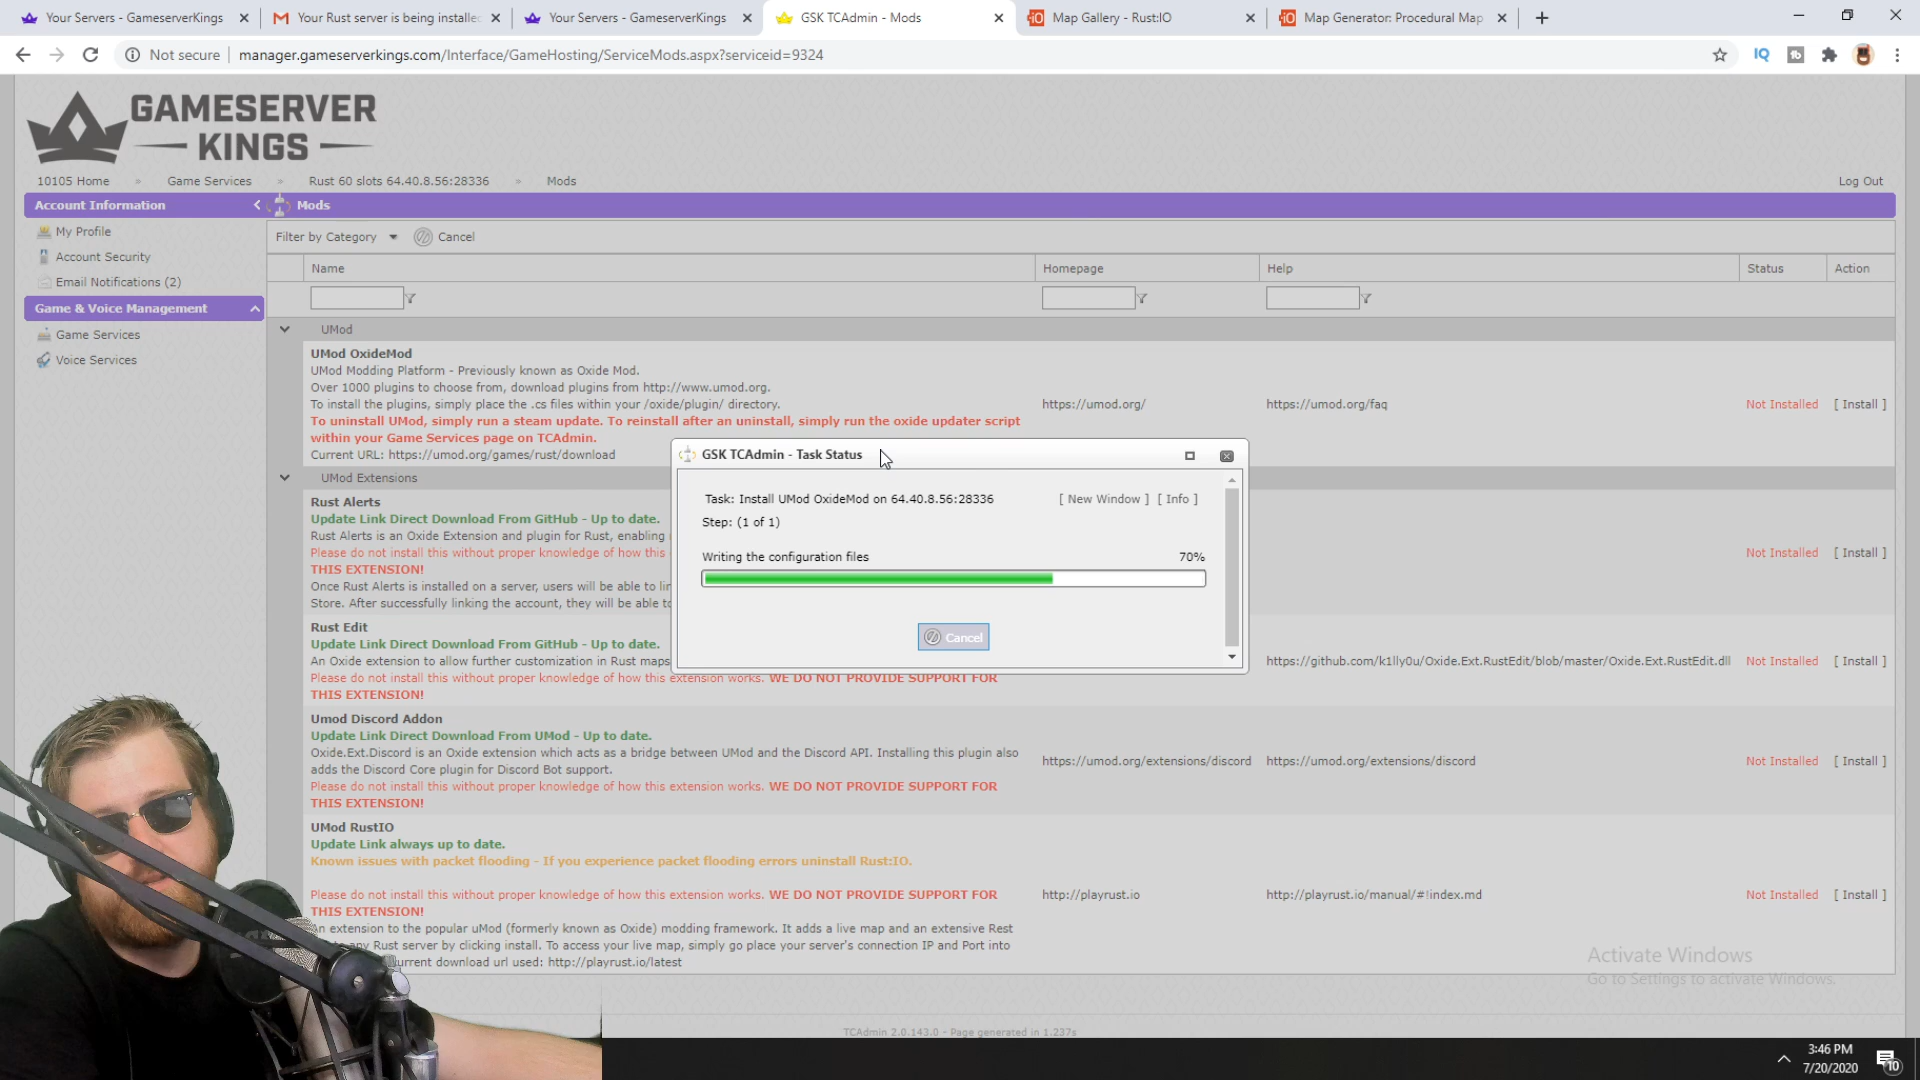 Your Servers - GameserverKings
Your Rust server is being installe
Your Servers - GameserverKings
GSK TCAdmin - Mods
Map Gallery - Rust:IO
Map Generator: Procedural Map
Not secure
manager.gameserverkings.com/Interface/GameHosting/ServiceMods.aspx?serviceid=9324
GAMESERVER
KINGS
10105 Home
Game Services
Rust 60 slots 64.40.8.56:28336
Mods
Log Out
Account Information
Mods
My Profile
Account Security
Email Notifications (2)
Game & Voice Management
Game Services
Voice Services
Filter by Category
Cancel
Name
Homepage
Help
Status
Action
UMod
UMod OxideMod
UMod Modding Platform - Previously known as Oxide Mod.
Over 1000 plugins to choose from, download plugins from http://www.umod.org.
To install the plugins, simply place the .cs files within your /oxide/plugin/ directory.
To uninstall UMod, simply run a steam update. To reinstall after an uninstall, simply run the oxide updater script
within your Game Services page on TCAdmin.
Current URL: https://umod.org/games/rust/download
https://umod.org/
https://umod.org/faq
Not Installed
[ Install ]
UMod Extensions
Rust Alerts
Update Link Direct Download From GitHub - Up to date.
Rust Alerts is an Oxide Extension and plugin for Rust, enabling
Please do not install this without proper knowledge of how this
THIS EXTENSION!
Once Rust Alerts is installed on a server, users will be able to
Store. After successfully linking the account, they will be able to
Not Installed
[ Install ]
GSK TCAdmin - Task Status
Task: Install UMod OxideMod on 64.40.8.56:28336
[ New Window ] [ Info ]
Step: (1 of 1)
Writing the configuration files
70%
Cancel
Rust Edit
Update Link Direct Download From GitHub - Up to date.
An Oxide extension to allow further customization in Rust maps
Please do not install this without proper knowledge of how this extension works. WE DO NOT PROVIDE SUPPORT FOR
THIS EXTENSION!
https://github.com/k1lly0u/Oxide.Ext.RustEdit/blob/master/Oxide.Ext.RustEdit.dll
Not Installed
[ Install ]
Umod Discord Addon
Update Link Direct Download From UMod - Up to date.
Oxide.Ext.Discord is an Oxide extension which acts as a bridge between UMod and the Discord API. Installing this plugin also
adds the Discord Core plugin for Discord Bot support.
Please do not install this without proper knowledge of how this extension works. WE DO NOT PROVIDE SUPPORT FOR
THIS EXTENSION!
https://umod.org/extensions/discord
https://umod.org/extensions/discord
Not Installed
[ Install ]
UMod RustIO
Update Link always up to date.
Known issues with packet flooding - If you experience packet flooding errors uninstall Rust:IO.
Please do not install this without proper knowledge of how this extension works. WE DO NOT PROVIDE SUPPORT FOR
THIS EXTENSION!
An extension to the popular uMod (formerly known as Oxide) modding framework. It adds a live map and an extensive Rest
any Rust server by clicking install. To access your live map, simply go place your server's connection IP and Port into
current download url used: http://playrust.io/latest
http://playrust.io
http://playrust.io/manual/#!index.md
Not Installed
[ Install ]
Activate Windows
Go to Settings to activate Windows.
TCAdmin 2.0.143.0 - Page generated in 1.237s
3:46 PM
7/20/2020
10